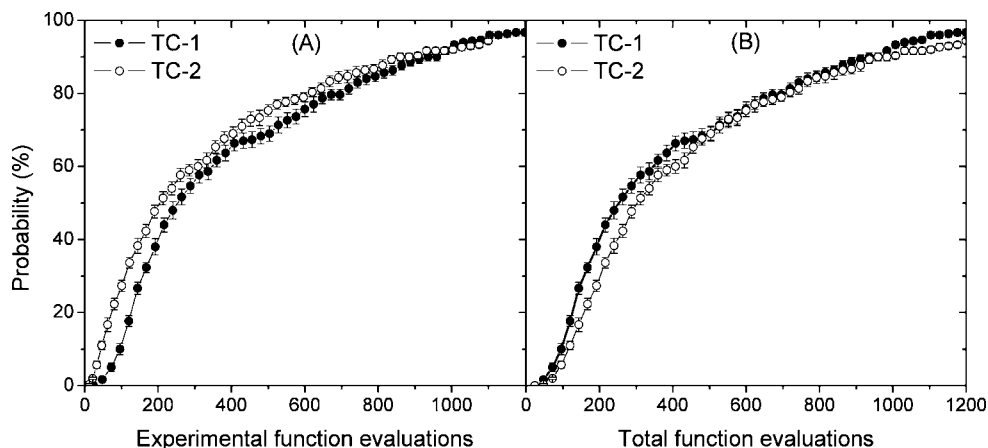 100
80
60
40
20
0
Probability (%)
TC-1
TC-2
(A)
0 200 400 600 800 1000
Experimental function evaluations
TC-1
TC-2
(B)
0 200 400 600 800 1000 1200
Total function evaluations